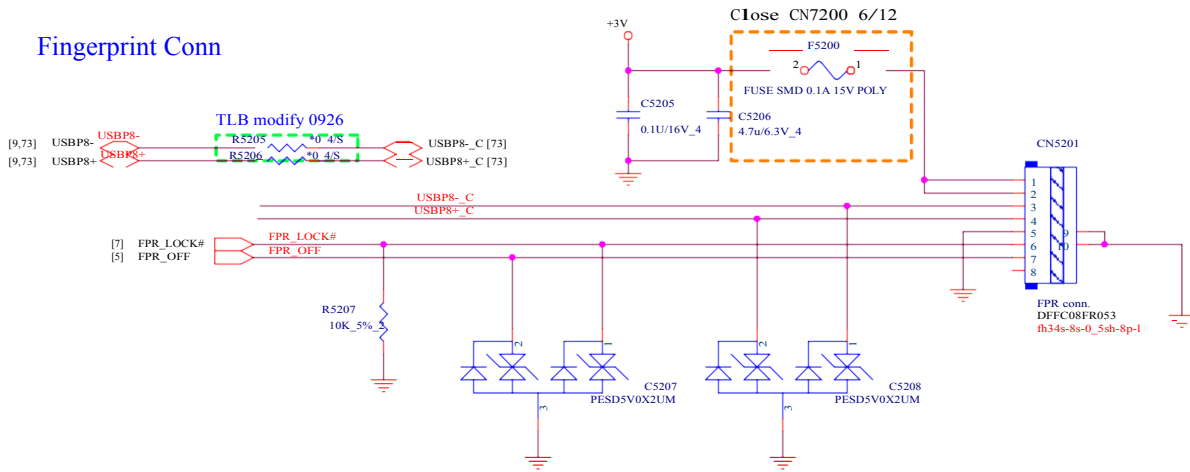 Close CN7200 6/12
Fingerprint Conn
+3V
F5200
2 1
FUSE SMD 0.1A 15V POLY
C5205
0.1U/16V_4
C5206
4.7u/6.3V_4
TLB modify 0926
[9,73] USBP8- USBP8- R5205 *0_4/S USBP8-_C [73]
[9,73] USBP8+ USBP8+ R5206 *0_4/S USBP8+_C [73]
CN5201
1
2
USBP8-_C 3
USBP8+_C 4
5 9
[7] FPR_LOCK# FPR_LOCK# 6 10
[5] FPR_OFF FPR_OFF 7
8
FPR conn.
DFFC08FR053
fh34s-8s-0_5sh-8p-l
R5207
10K_5%_2
2 1 2 1
C5207
PESD5V0X2UM
C5208
PESD5V0X2UM
3 3